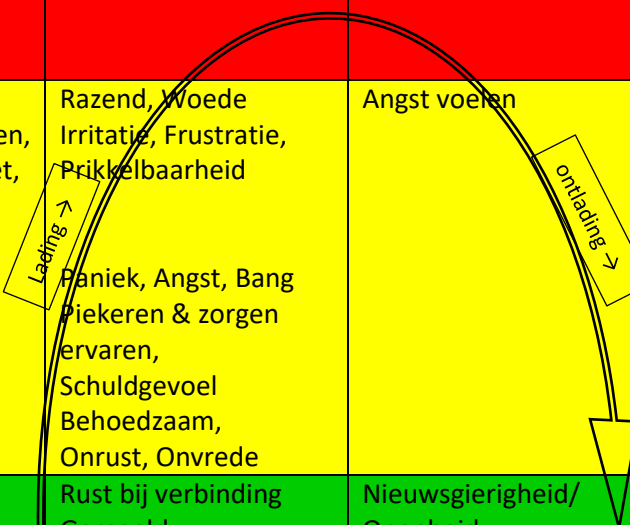 en,
et,
Lading →
Razend, Woede
Irritatie, Frustratie,
Prikkelbaarheid
Paniek, Angst, Bang
Piekeren & zorgen
ervaren,
Schuldgevoel
Behoedzaam,
Onrust, Onvrede
Rust bij verbinding
Angst voelen
ontlading →
Nieuwsgierigheid/